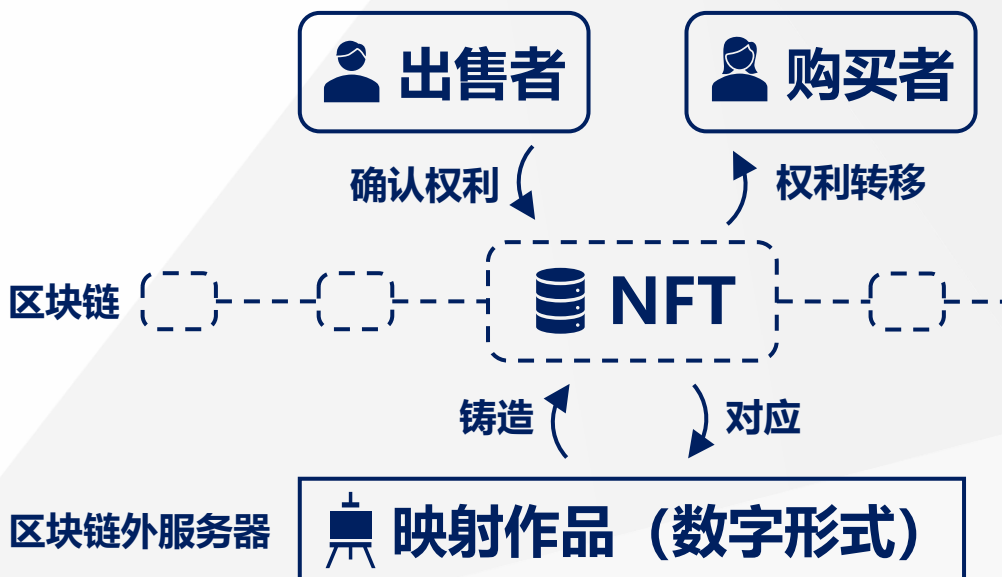 出售者
购买者
确认权利
权利转移
区块链
NFT
铸造
对应
区块链外服务器
映射作品（数字形式）